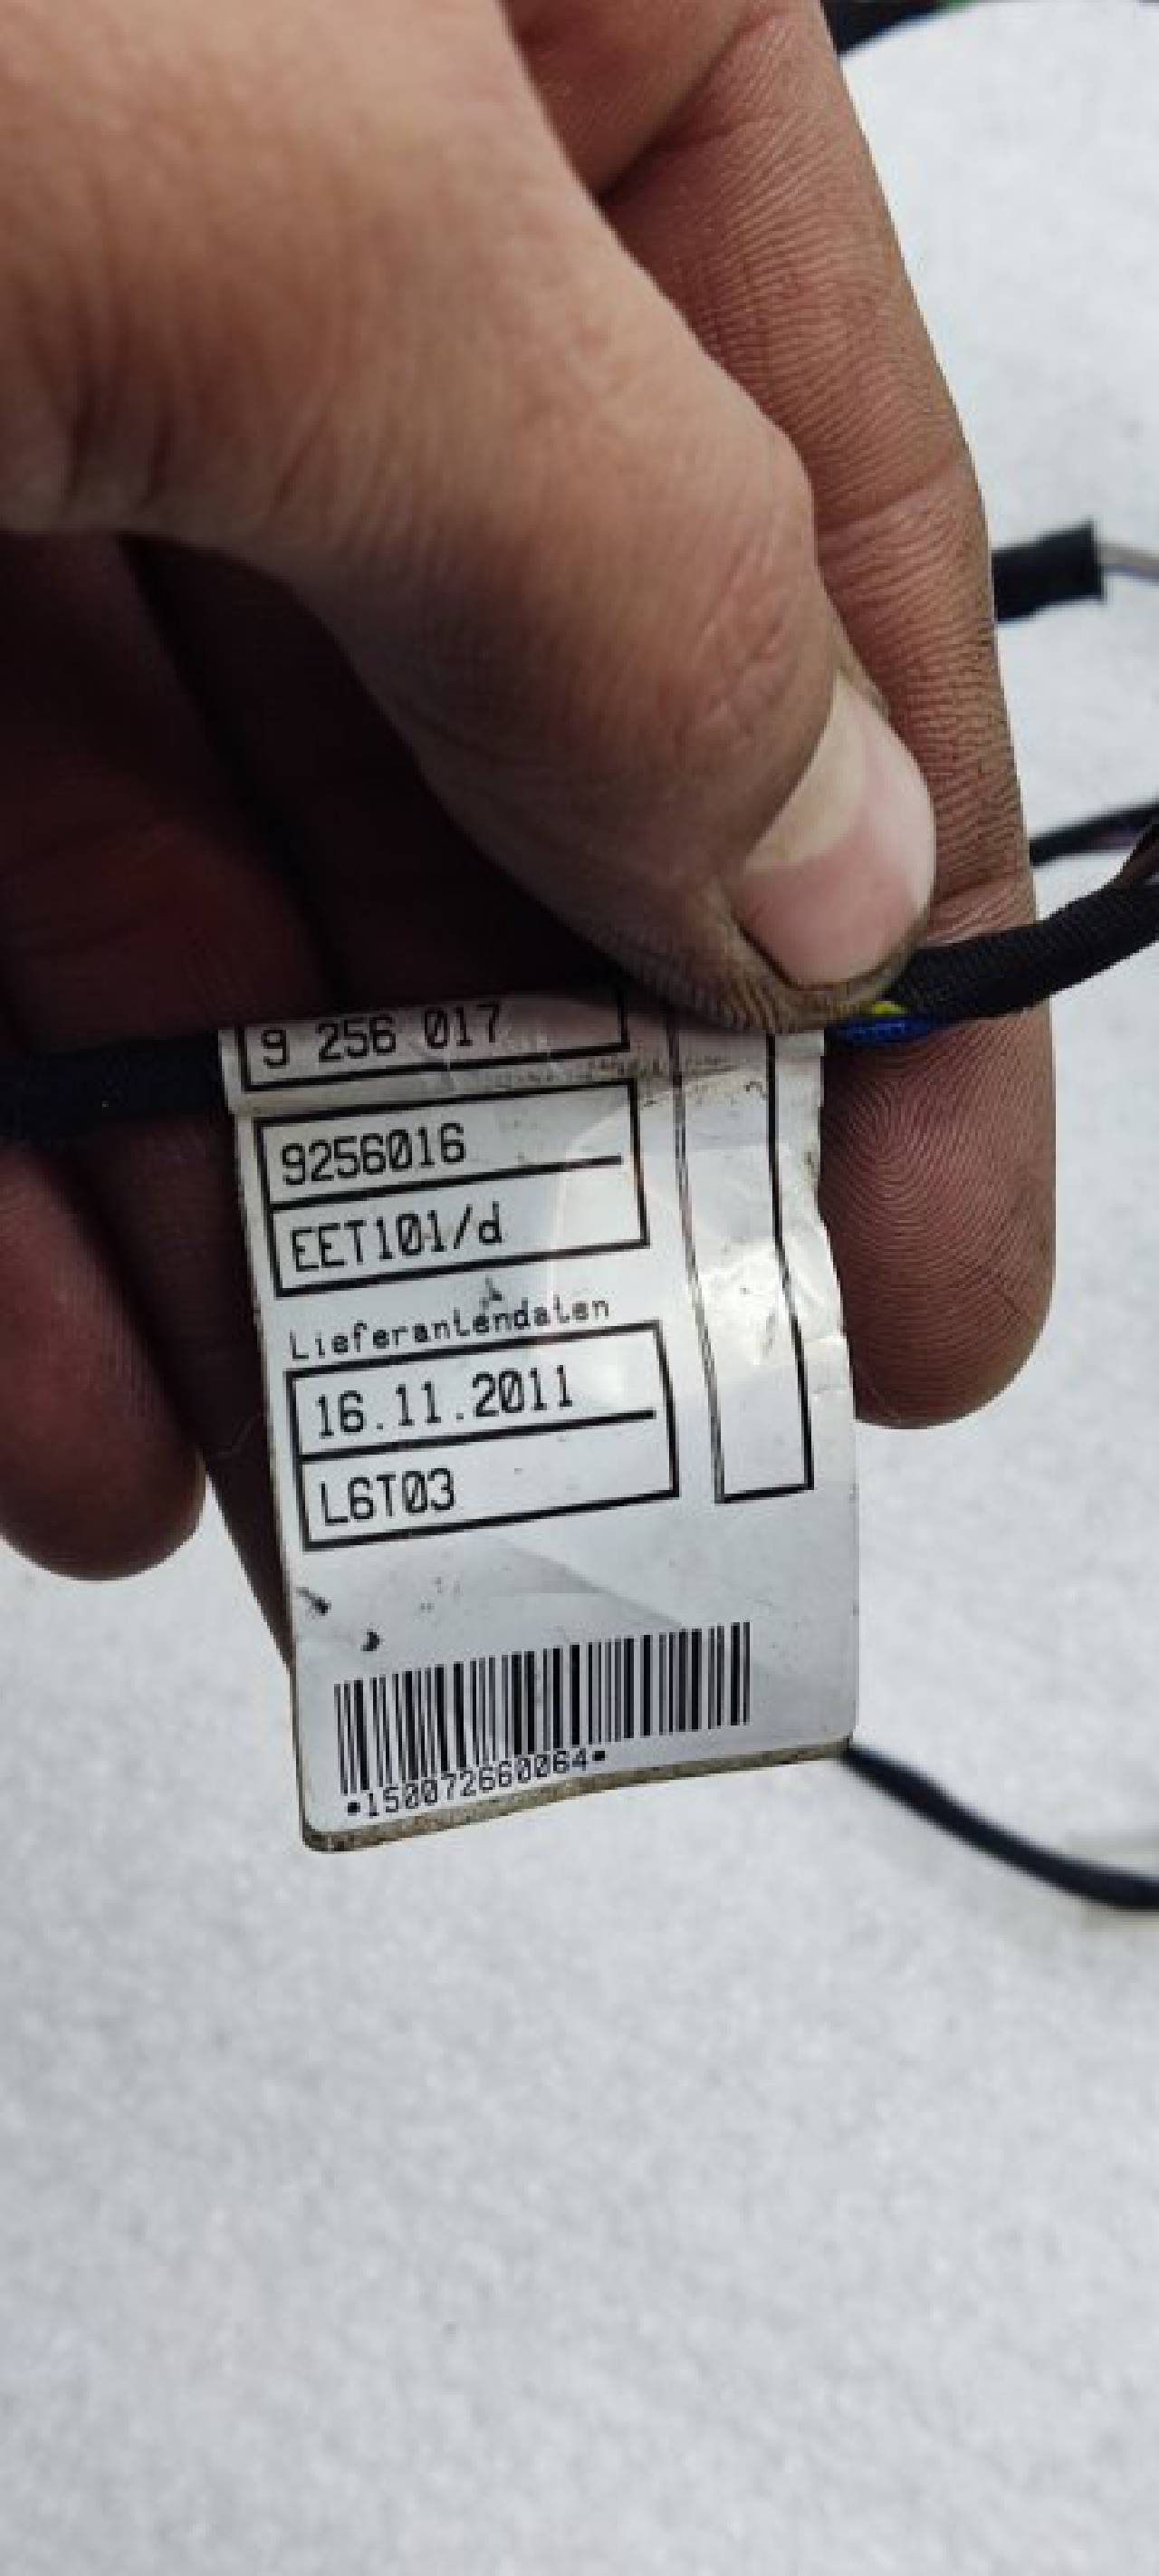 9 256 017
9256016
EET101/d
Lieferantendaten
16.11.2011
L6T03
*150072660064*